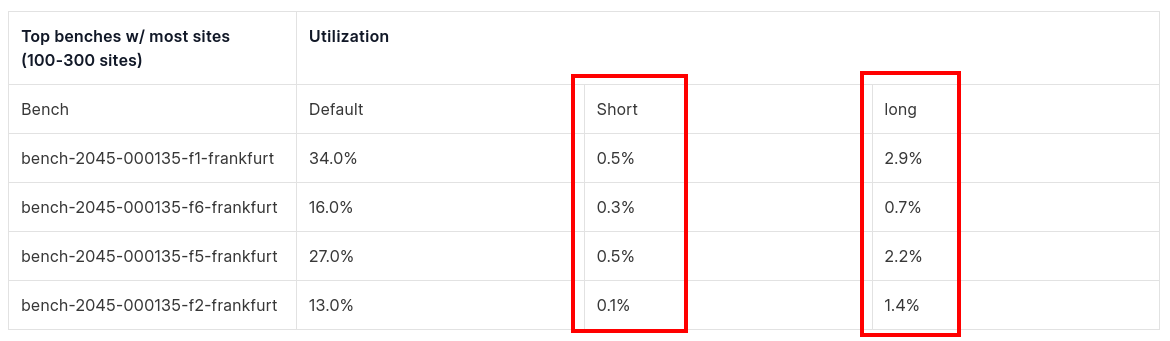 Top benches w/ most sites Utilization
(100-300 sites)
Bench Default Short long
bench-2045-000135-f1-frankfurt 34.0% 0.5% 2.9%
bench-2045-000135-f6-frankfurt 16.0% 0.3% 0.7%
bench-2045-000135-f5-frankfurt 27.0% 0.5% 2.2%
bench-2045-000135-f2-frankfurt 13.0% 0.1% 1.4%